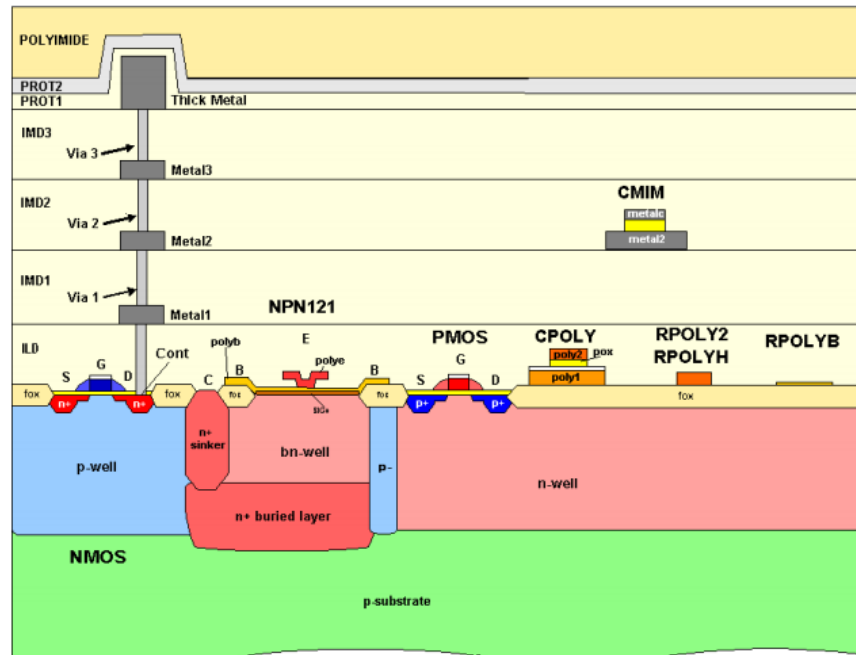 POLYIMIDE
PROT2
PROT1
Thick Metal
IMD3
Via 3
Metal3
IMD2
CMIM
Via 2
metalc
Metal2
metal2
IMD1
Via 1
NPN121
Metal1
ILD
polyb
E
PMOS
CPOLY
RPOLY2
RPOLYH
RPOLYB
Cont
G
D
S
C
B
polye
B
S
G
D
poly2
pox
poly1
fox
n+
n+
fox
fox
SiGe
fox
p+
p+
fox
n+
sinker
p-well
bn-well
p-
n-well
n+ buried layer
NMOS
p-substrate